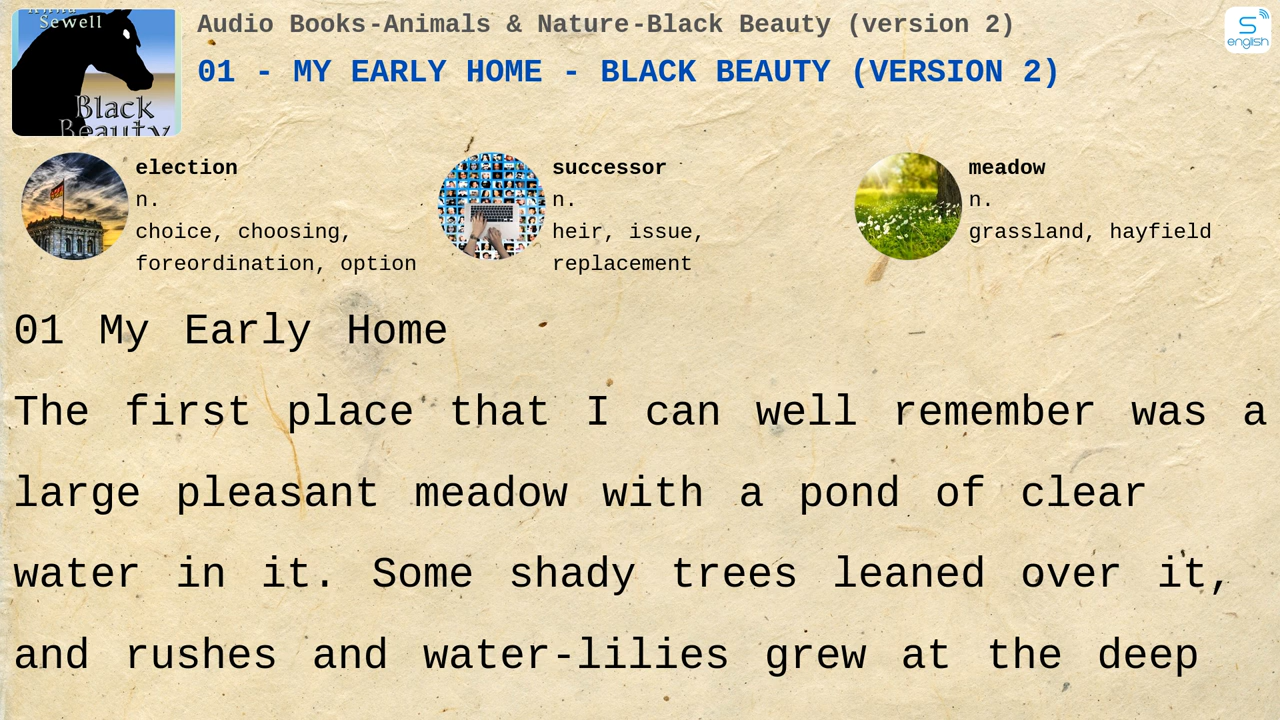 Anna
Sewell
Black
Beauty
Audio Books-Animals & Nature-Black Beauty (version 2)
01 - MY EARLY HOME - BLACK BEAUTY (VERSION 2)
S
english
election
n.
choice, choosing,
foreordination, option
successor
n.
heir, issue,
replacement
meadow
n.
grassland, hayfield
01 My Early Home
The first place that I can well remember was a
large pleasant meadow with a pond of clear
water in it. Some shady trees leaned over it,
and rushes and water-lilies grew at the deep